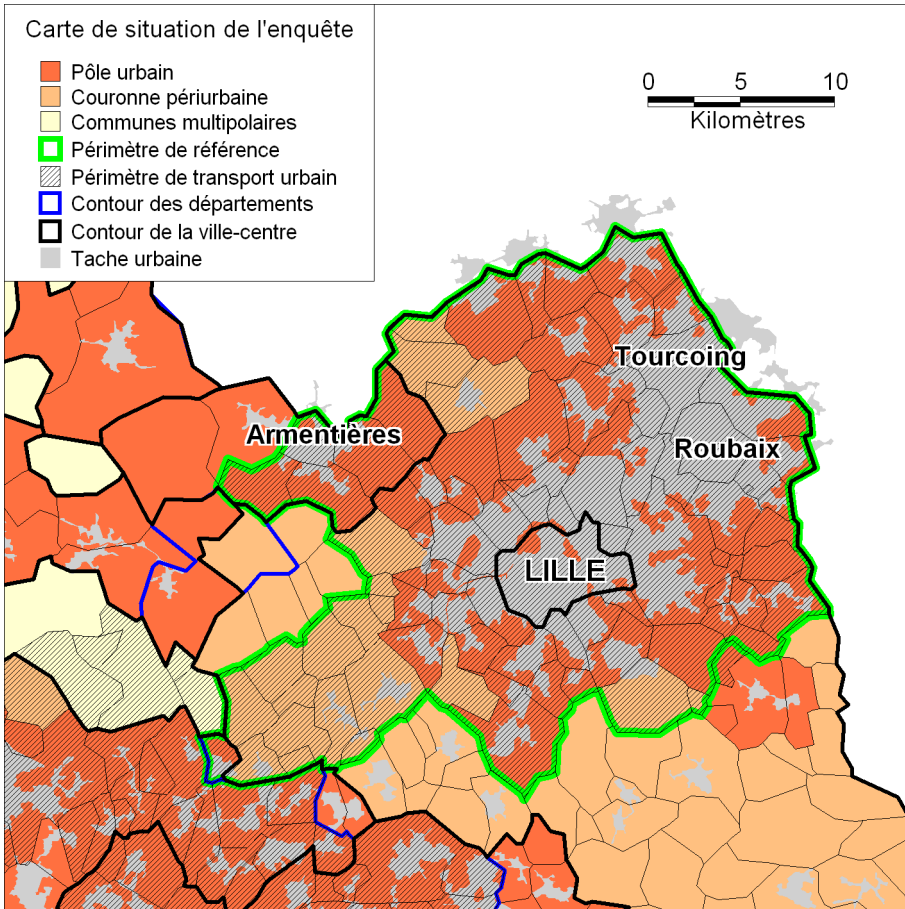 Carte de situation de l'enquête
Pôle urbain
Couronne périurbaine
Communes multipolaires
Périmètre de référence
Périmètre de transport urbain
Contour des départements
Contour de la ville-centre
Tache urbaine
0 5 10
Kilomètres
Tourcoing
Armentières
Roubaix
LILLE